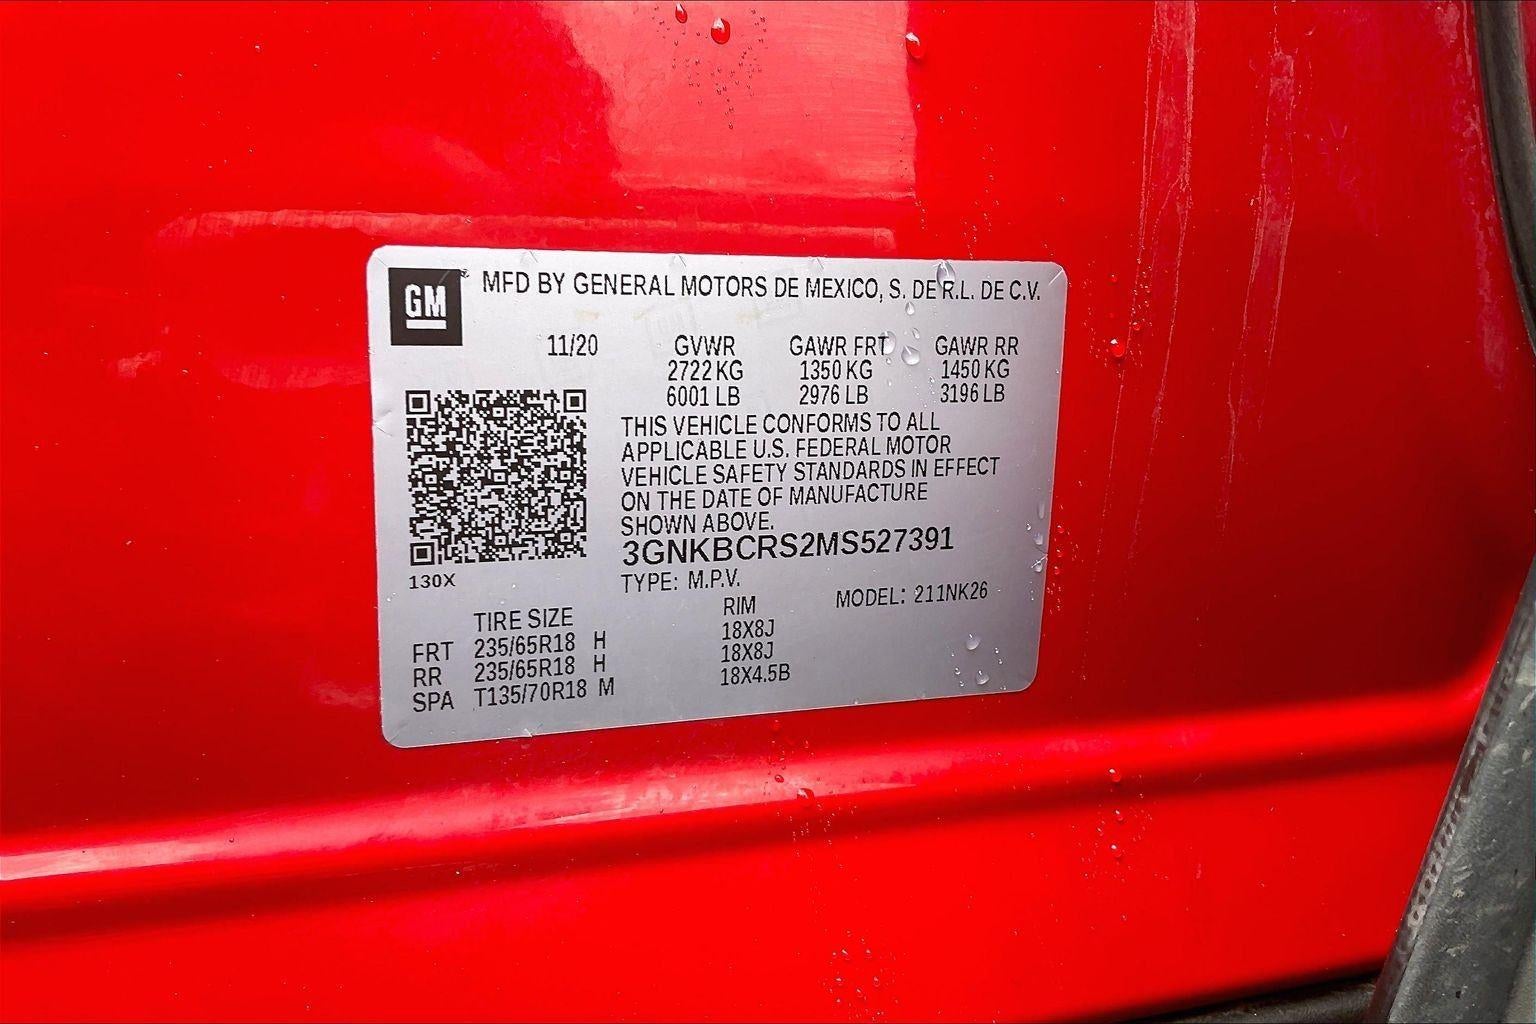 GM
MFD BY GENERAL MOTORS DE MEXICO, S. DE R.L. DE C.V.
11/20 GVWR GAWR FRT GAWR RR
2722 KG 1350 KG 1450 KG
6001 LB 2976 LB 3196 LB
THIS VEHICLE CONFORMS TO ALL
APPLICABLE U.S. FEDERAL MOTOR
VEHICLE SAFETY STANDARDS IN EFFECT
ON THE DATE OF MANUFACTURE
SHOWN ABOVE.
3GNKBCRS2MS527391
130X
TYPE: M.P.V. MODEL: 211NK26
TIRE SIZE RIM
FRT 235/65R18 H 18X8J
RR 235/65R18 H 18X8J
SPA T135/70R18 M 18X4.5B